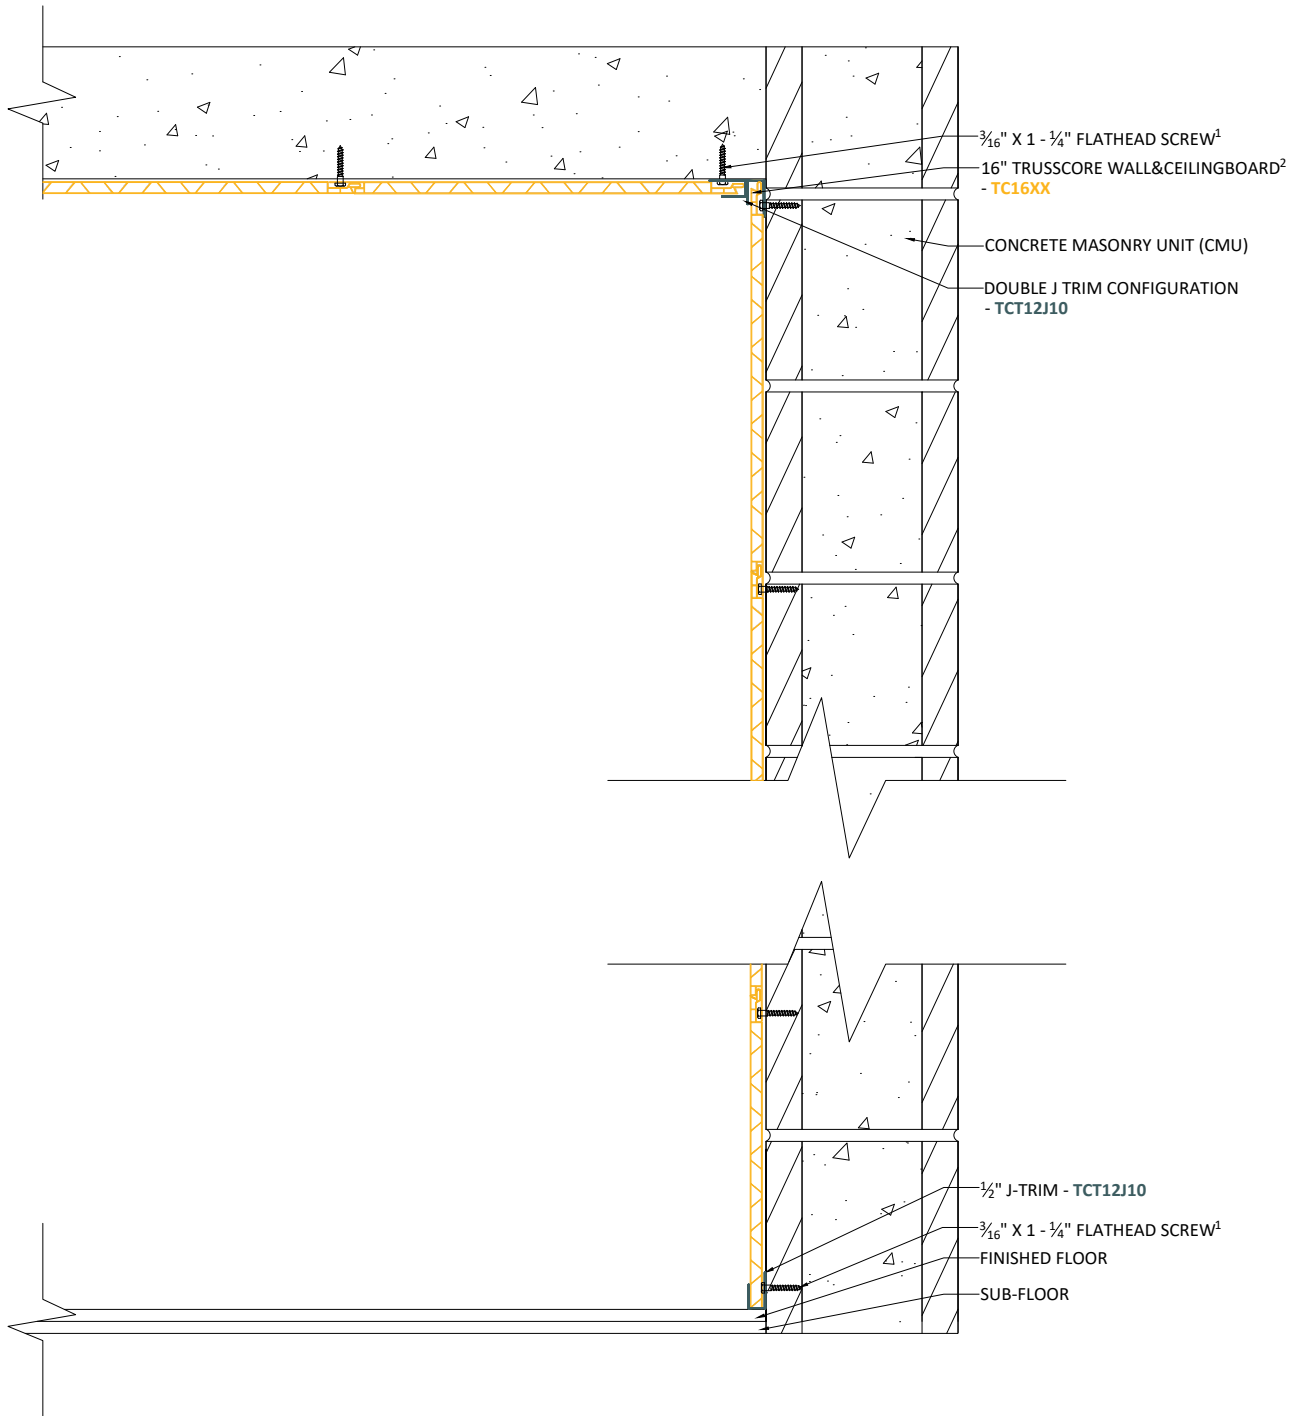 3/16" X 1 - 1/4" FLATHEAD SCREW¹
16" TRUSSCORE WALL&CEILINGBOARD²
- TC16XX
CONCRETE MASONRY UNIT (CMU)
DOUBLE J TRIM CONFIGURATION
- TCT12J10
1/2" J-TRIM - TCT12J10
3/16" X 1 - 1/4" FLATHEAD SCREW¹
FINISHED FLOOR
SUB-FLOOR